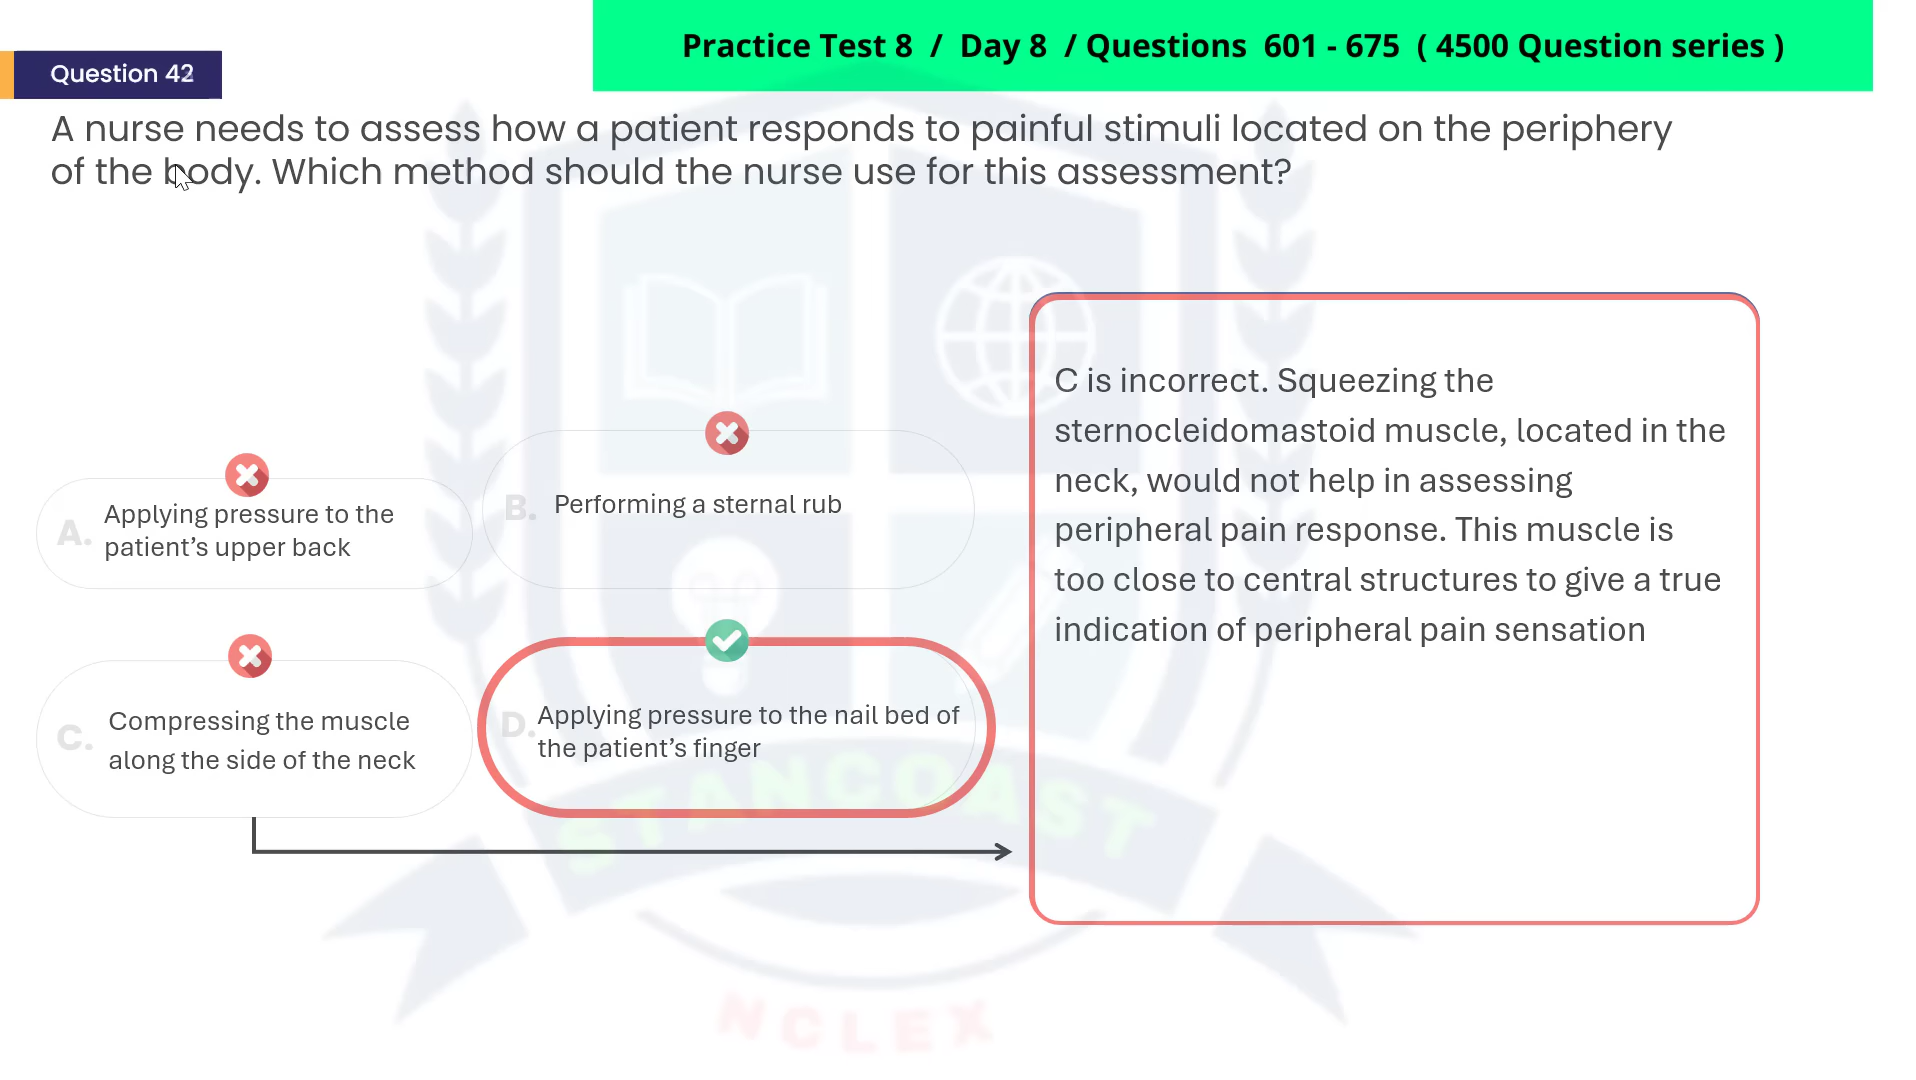 Practice Test 8 / Day 8 / Questions 601 - 675 ( 4500 Question series )
Question 42
A nurse needs to assess how a patient responds to painful stimuli located on the periphery
of the body. Which method should the nurse use for this assessment?
A.
Applying pressure to the
patient’s upper back
B.
Performing a sternal rub
C.
Compressing the muscle
along the side of the neck
D.
Applying pressure to the nail bed of
the patient’s finger
C is incorrect. Squeezing the
sternocleidomastoid muscle, located in the
neck, would not help in assessing
peripheral pain response. This muscle is
too close to central structures to give a true
indication of peripheral pain sensation
STANCOAST
NCLEX